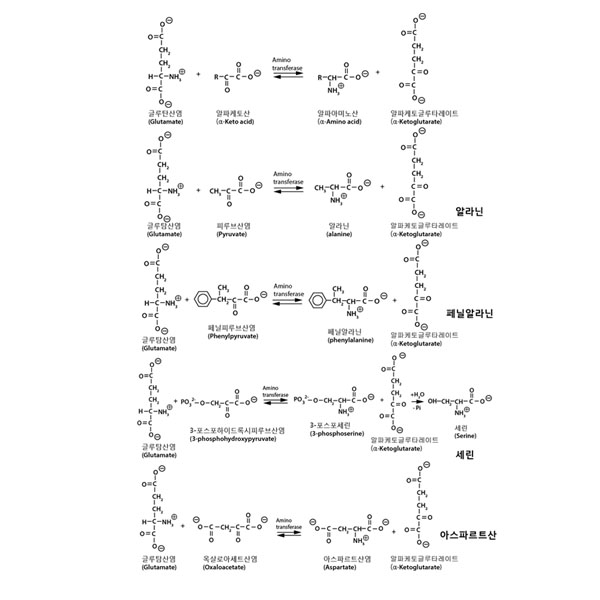 글루탄산염 (Glutamate)
알파케토산 (α-Keto acid)
Amino transferase
알파아미노산 (α-Amino acid)
알파케토글루타레이트 (α-Ketoglutarate)
글루탐산염 (Glutamate)
피루브산염 (Pyruvate)
Amino transferase
알라닌 (alanine)
알파케토글루타레이트 (α-Ketoglutarate)
알라닌
글루탐산염 (Glutamate)
페닐피루브산염 (Phenylpyruvate)
Amino transferase
페닐알라닌 (phenylalanine)
알파케토글루타레이트 (α-Ketoglutarate)
페닐알라닌
글루탐산염 (Glutamate)
3-포스포하이드록시피루브산염 (3-phosphohydroxypyruvate)
Amino transferase
3-포스포세린 (3-phosphoserine)
알파케토글루타레이트 (α-Ketoglutarate)
+H₂O
- Pi
세린 (Serine)
세린
글루탐산염 (Glutamate)
옥살로아세트산염 (Oxaloacetate)
Amino transferase
아스파르트산염 (Aspartate)
알파케토글루타레이트 (α-Ketoglutarate)
아스파르트산